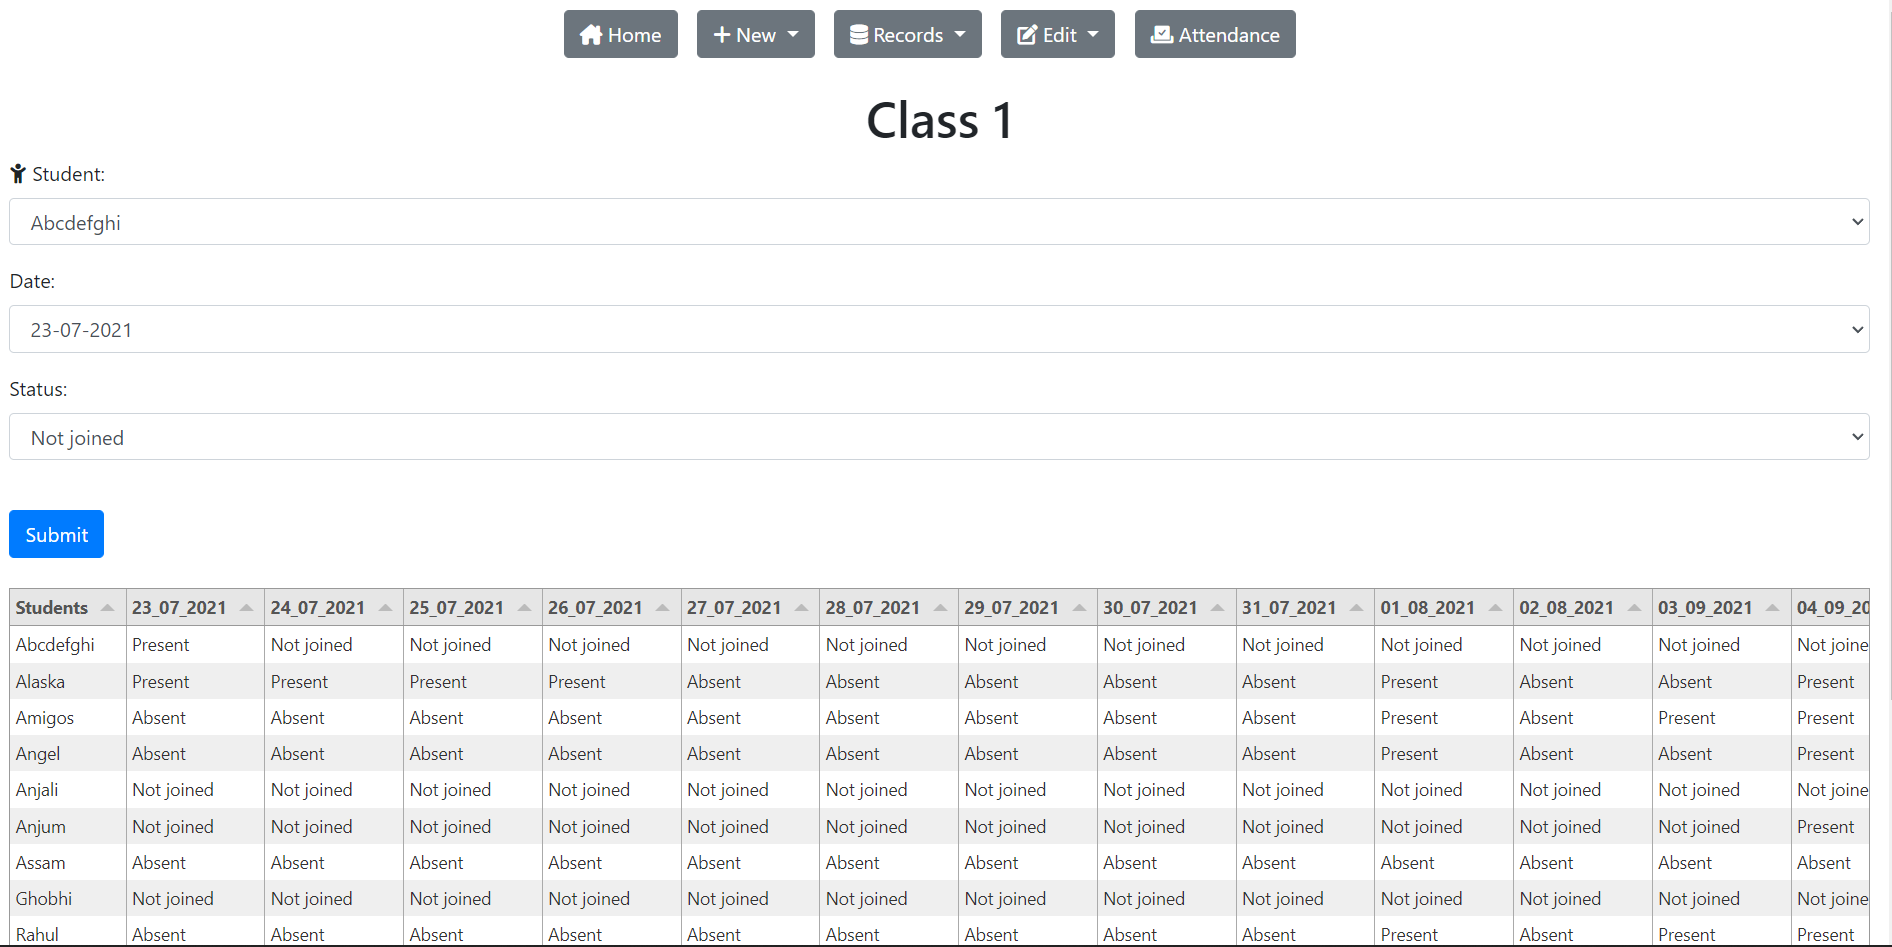 Home New Records Edit Attendance
Class 1
Student:
Abcdefghi
Date:
23-07-2021
Status:
Not joined
Submit
Students 23_07_2021 24_07_2021 25_07_2021 26_07_2021 27_07_2021 28_07_2021 29_07_2021 30_07_2021 31_07_2021 01_08_2021 02_08_2021 03_09_2021 04_09_20
Abcdefghi Present Not joined Not joined Not joined Not joined Not joined Not joined Not joined Not joined Not joined Not joined Not joined Not joine
Alaska Present Present Present Present Absent Absent Absent Absent Absent Present Absent Absent Present
Amigos Absent Absent Absent Absent Absent Absent Absent Absent Absent Present Absent Present Present
Angel Absent Absent Absent Absent Absent Absent Absent Absent Absent Present Absent Absent Present
Anjali Not joined Not joined Not joined Not joined Not joined Not joined Not joined Not joined Not joined Not joined Not joined Not joined Not joine
Anjum Not joined Not joined Not joined Not joined Not joined Not joined Not joined Not joined Not joined Not joined Not joined Not joined Present
Assam Absent Absent Absent Absent Absent Absent Absent Absent Absent Absent Absent Absent Absent
Ghobhi Not joined Not joined Not joined Not joined Not joined Not joined Not joined Not joined Not joined Not joined Not joined Not joined Not joine
Rahul Absent Absent Absent Absent Absent Absent Absent Absent Absent Present Absent Present Present